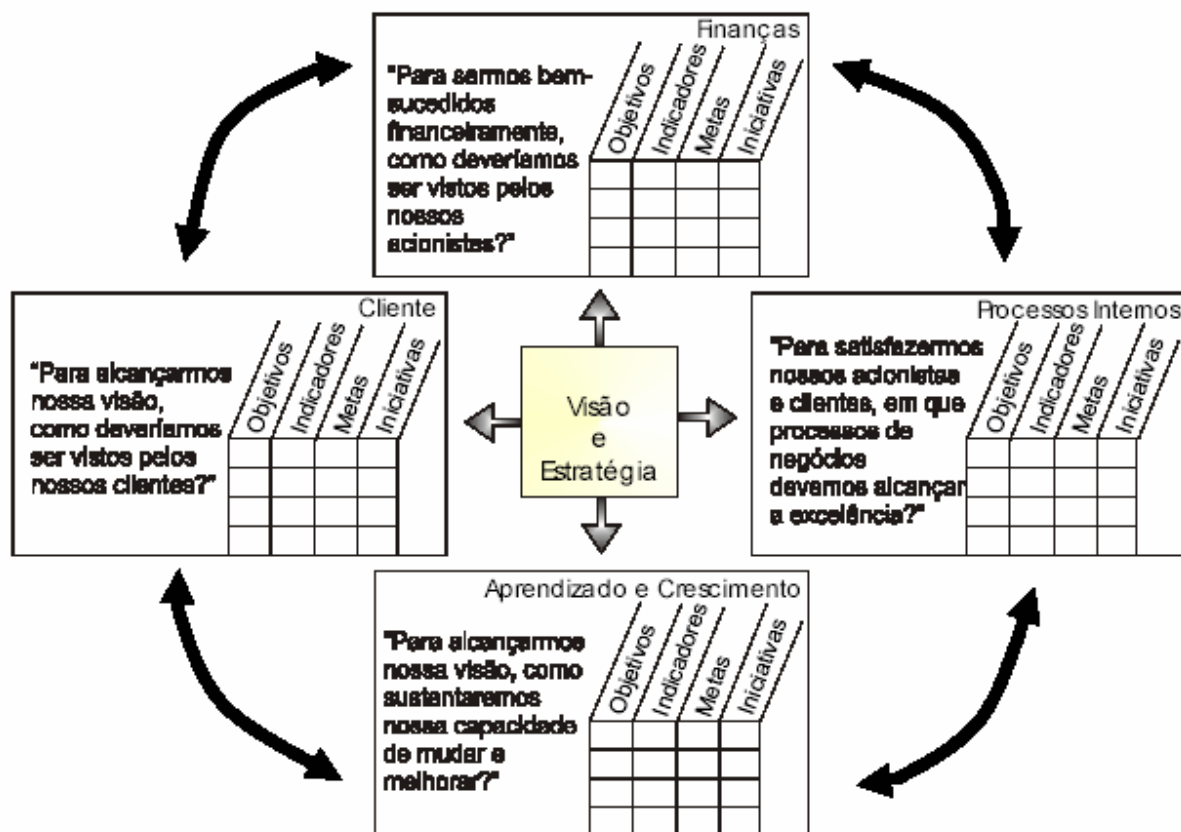 Finanças
"Para sermos bem-
sucedidos
financeiramente,
como deveríamos
ser vistos pelos
nossos
acionistas?"
Objetivos
Indicadores
Metas
Iniciativas
Cliente
"Para alcançarmos
nossa visão,
como deveríamos
ser vistos pelos
nossos clientes?"
Objetivos
Indicadores
Metas
Iniciativas
Visão
e
Estratégia
Processos Internos
"Para satisfazermos
nossos acionistas
e clientes, em que
processos de
negócios
devemos alcançar
a excelência?"
Objetivos
Indicadores
Metas
Iniciativas
Aprendizado e Crescimento
"Para alcançarmos
nossa visão, como
sustentaremos
nossa capacidade
de mudar e
melhorar?"
Objetivos
Indicadores
Metas
Iniciativas